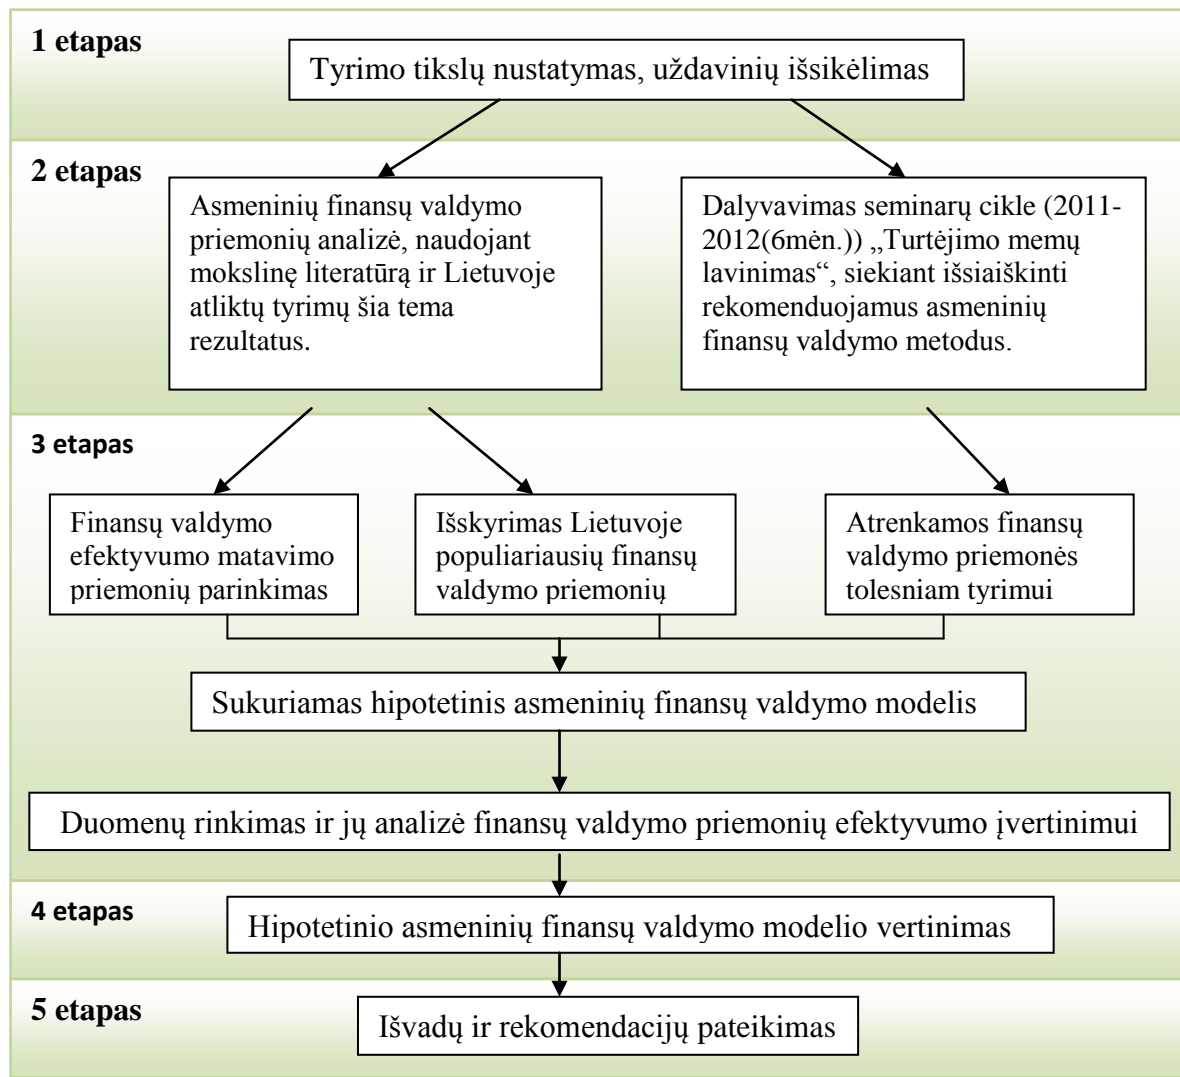 1 etapas
Tyrimo tikslų nustatymas, uždavinių išsikėlimas
2 etapas
Asmeninių finansų valdymo
priemonių analizė, naudojant
mokslinę literatūrą ir Lietuvoje
atliktų tyrimų šia tema
rezultatus.
Dalyvavimas seminarų cikle (2011-
2012(6mėn.)) „Turtėjimo memų
lavinimas“, siekiant išsiaiškinti
rekomenduojamus asmeninių
finansų valdymo metodus.
3 etapas
Finansų valdymo
efektyvumo matavimo
priemonių parinkimas
Išskyrimas Lietuvoje
populiariausių finansų
valdymo priemonių
Atrenkamos finansų
valdymo priemonės
tolesniam tyrimui
Sukuriamas hipotetinis asmeninių finansų valdymo modelis
Duomenų rinkimas ir jų analizė finansų valdymo priemonių efektyvumo įvertinimui
4 etapas
Hipotetinio asmeninių finansų valdymo modelio vertinimas
5 etapas
Išvadų ir rekomendacijų pateikimas